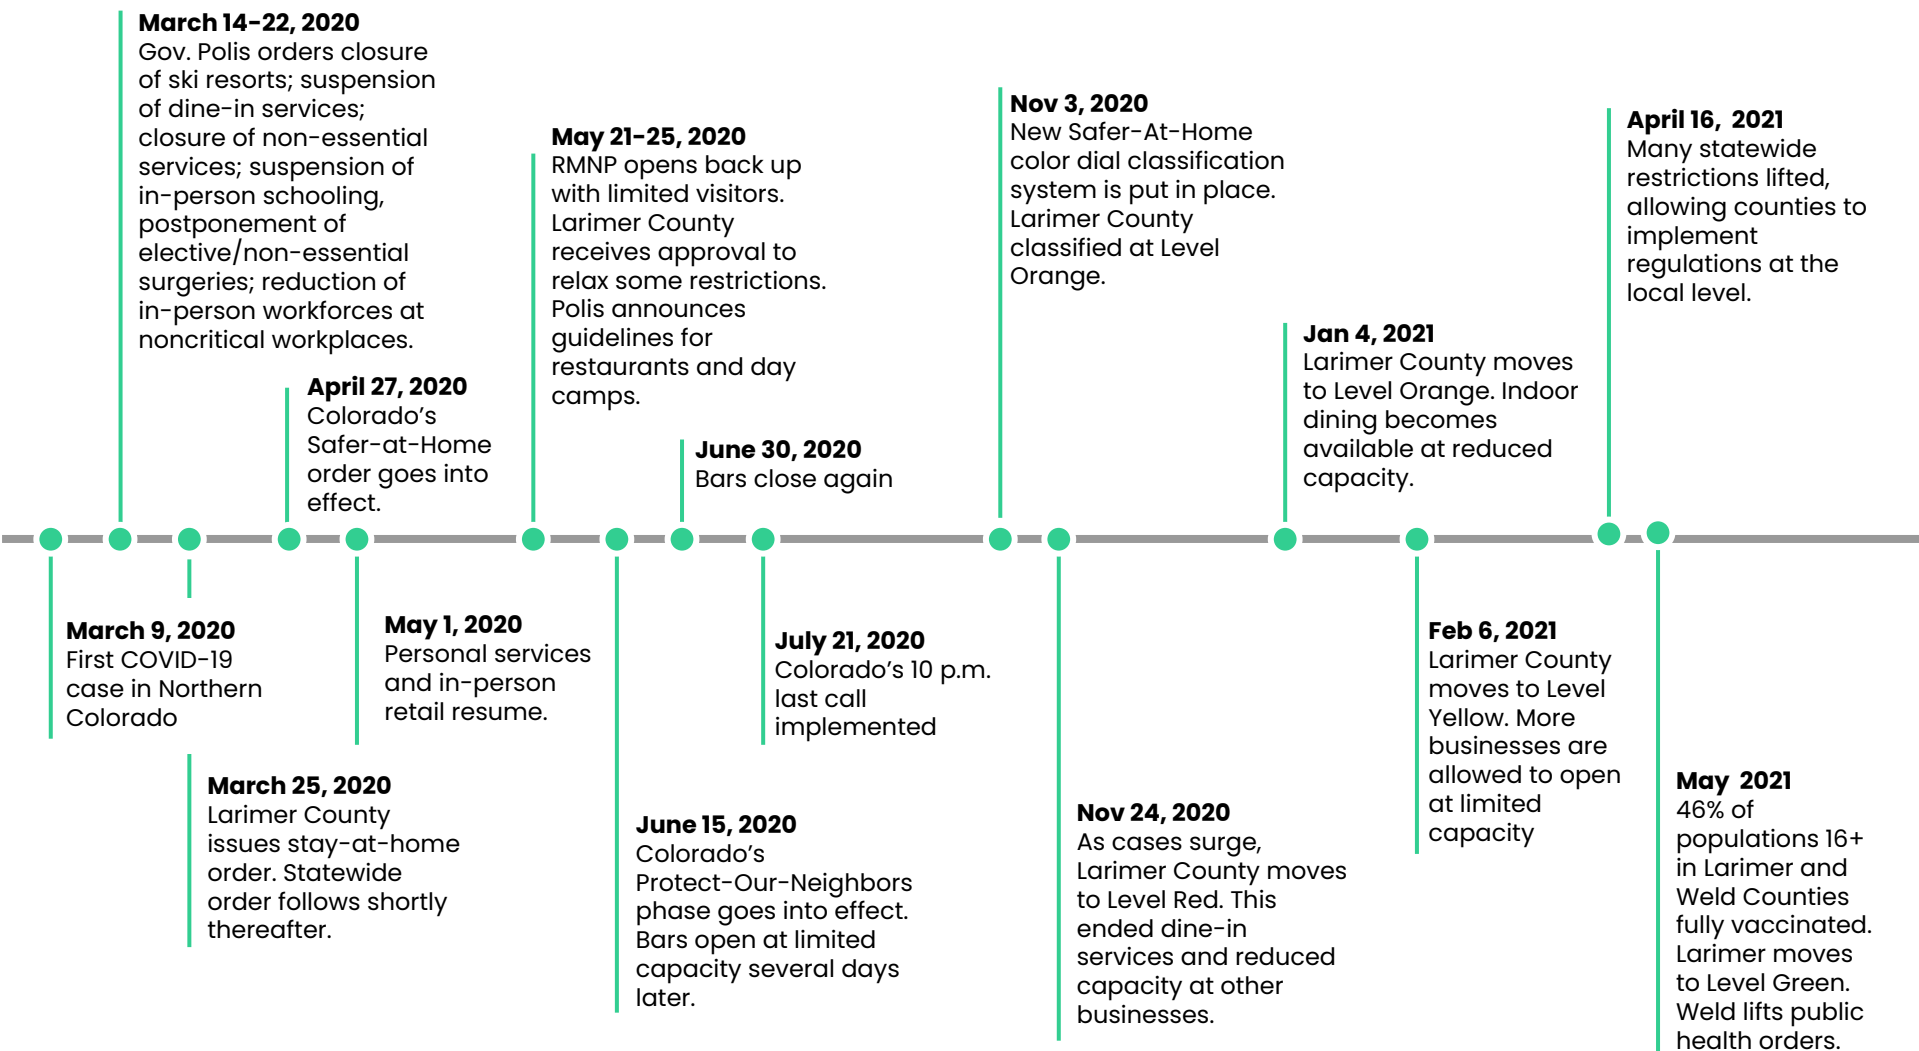 March 14-22, 2020
Gov. Polis orders closure
of ski resorts; suspension
of dine-in services;
closure of non-essential
services; suspension of
in-person schooling,
postponement of
elective/non-essential
surgeries; reduction of
in-person workforces at
noncritical workplaces.
April 27, 2020
Colorado’s
Safer-at-Home
order goes into
effect.
May 21-25, 2020
RMNP opens back up
with limited visitors.
Larimer County
receives approval to
relax some restrictions.
Polis announces
guidelines for
restaurants and day
camps.
June 30, 2020
Bars close again
Nov 3, 2020
New Safer-At-Home
color dial classification
system is put in place.
Larimer County
classified at Level
Orange.
Jan 4, 2021
Larimer County moves
to Level Orange. Indoor
dining becomes
available at reduced
capacity.
April 16, 2021
Many statewide
restrictions lifted,
allowing counties to
implement
regulations at the
local level.
March 9, 2020
First COVID-19
case in Northern
Colorado
March 25, 2020
Larimer County
issues stay-at-home
order. Statewide
order follows shortly
thereafter.
May 1, 2020
Personal services
and in-person
retail resume.
June 15, 2020
Colorado’s
Protect-Our-Neighbors
phase goes into effect.
Bars open at limited
capacity several days
later.
July 21, 2020
Colorado’s 10 p.m.
last call
implemented
Nov 24, 2020
As cases surge,
Larimer County moves
to Level Red. This
ended dine-in
services and reduced
capacity at other
businesses.
Feb 6, 2021
Larimer County
moves to Level
Yellow. More
businesses are
allowed to open
at limited
capacity
May 2021
46% of
populations 16+
in Larimer and
Weld Counties
fully vaccinated.
Larimer moves
to Level Green.
Weld lifts public
health orders.